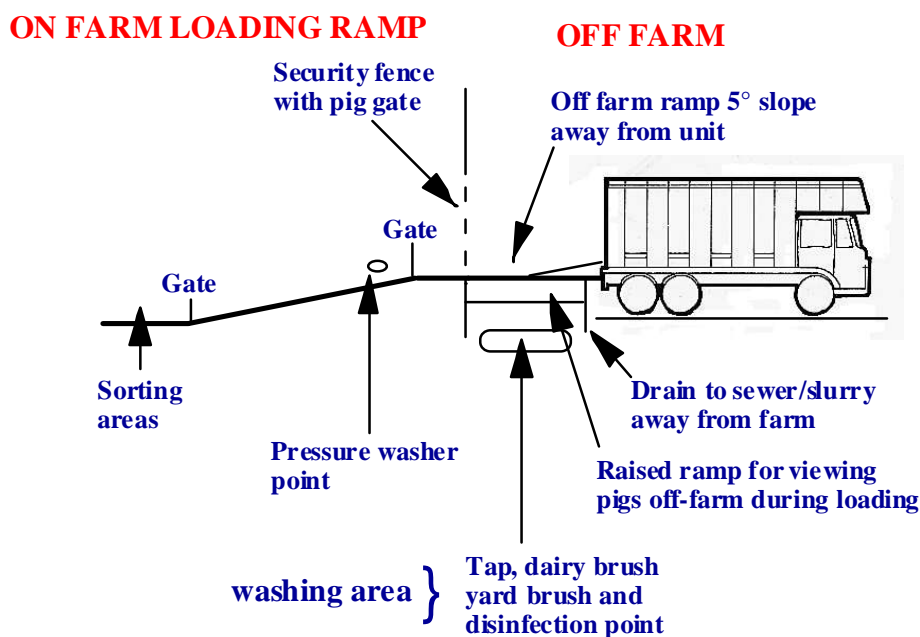 ON FARM LOADING RAMP
OFF FARM
Security fence
with pig gate
Off farm ramp 5° slope
away from unit
Gate
Gate
Sorting
areas
Pressure washer
point
Drain to sewer/slurry
away from farm
Raised ramp for viewing
pigs off-farm during loading
washing area }
Tap, dairy brush
yard brush and
disinfection point